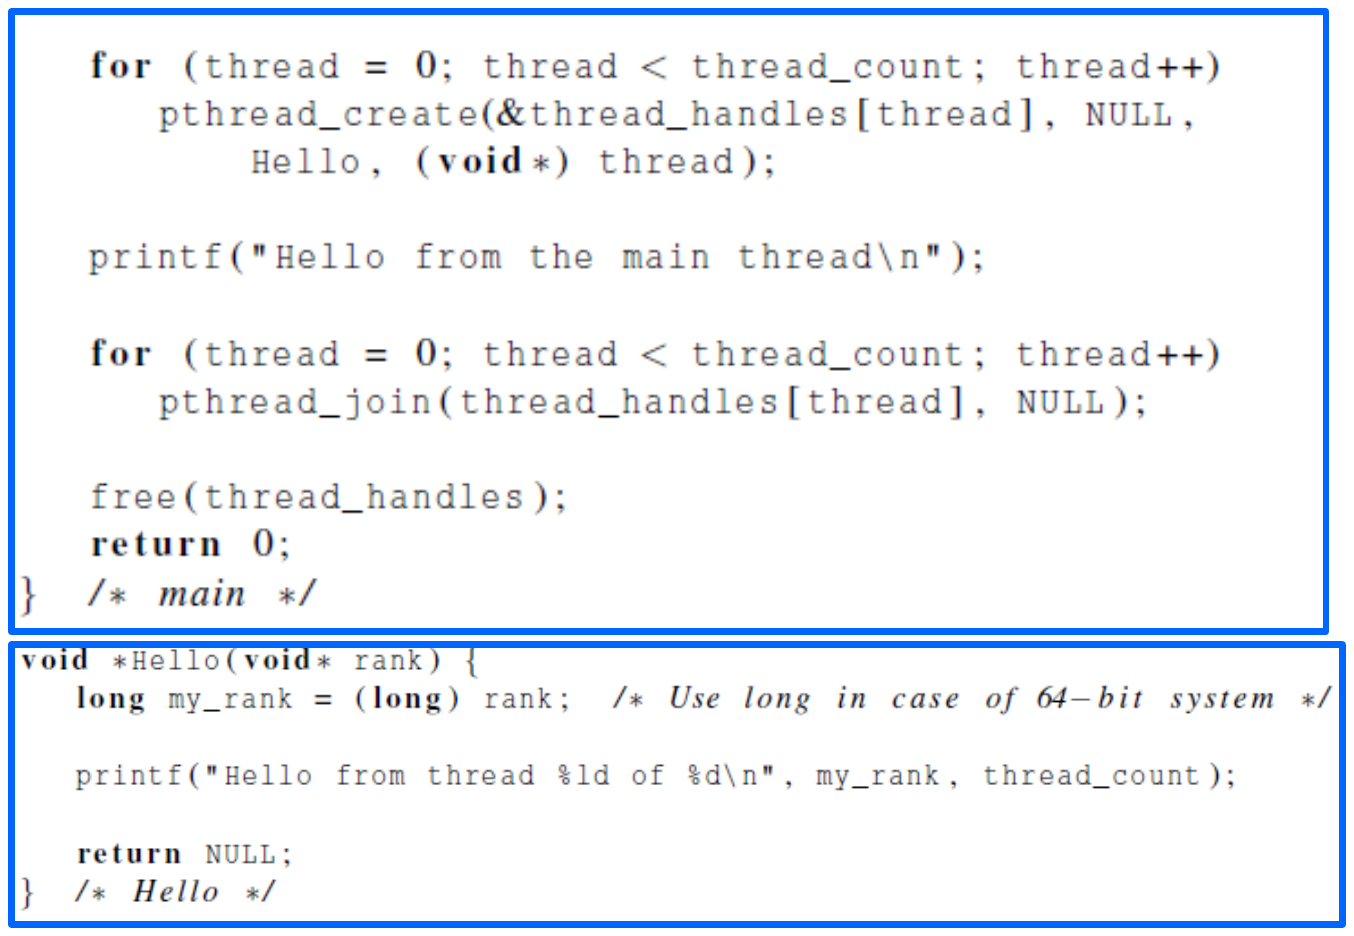 for (thread = 0; thread < thread_count; thread++)
pthread_create(&thread_handles[thread], NULL,
Hello, (void*) thread);
printf("Hello from the main thread\n");
for (thread = 0; thread < thread_count; thread++)
pthread_join(thread_handles[thread], NULL);
free(thread_handles);
return 0;
} /* main */
void *Hello(void* rank) {
long my_rank = (long) rank; /* Use long in case of 64-bit system */
printf("Hello from thread %ld of %d\n", my_rank, thread_count);
return NULL;
} /* Hello */